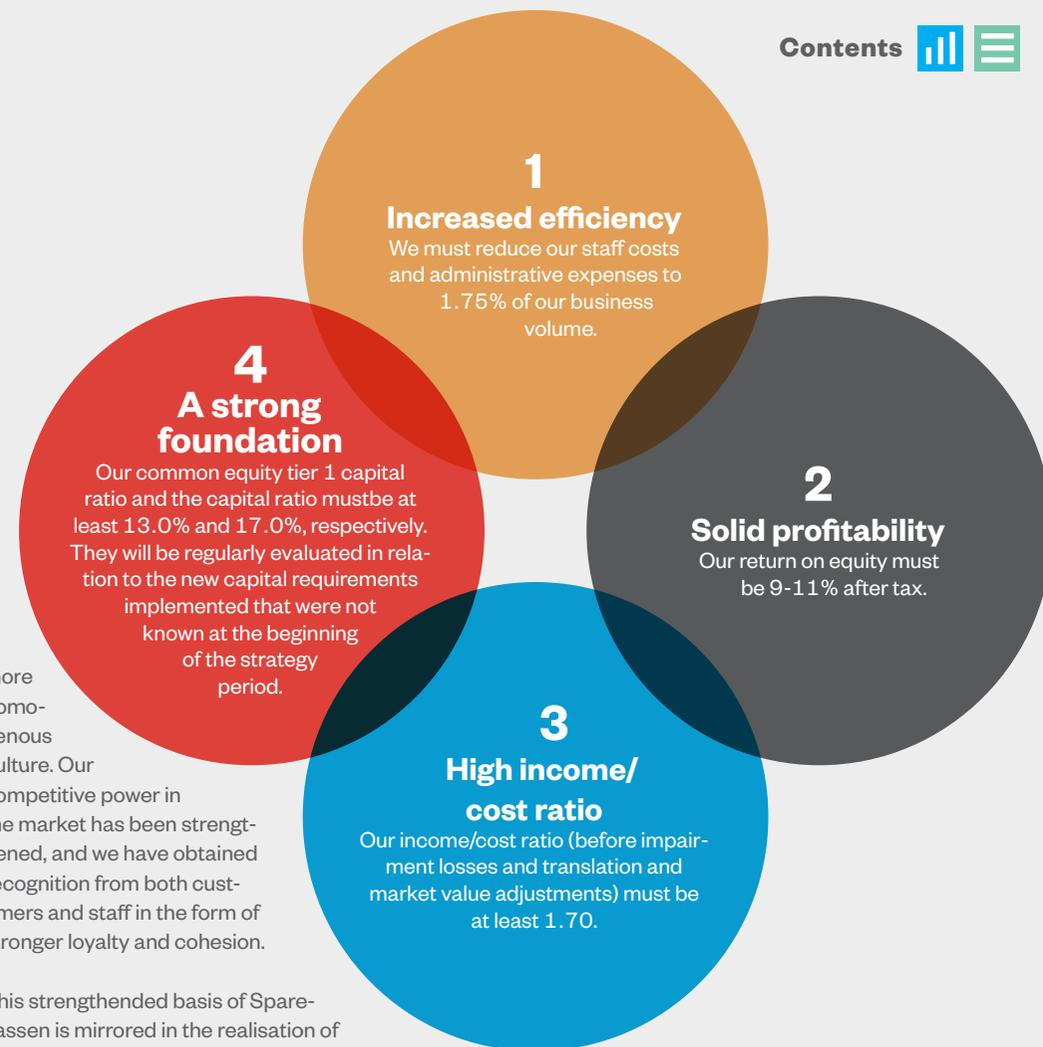 Contents
1
Increased efficiency
We must reduce our staff costs
and administrative expenses to
1.75% of our business
volume.
4
A strong
foundation
Our common equity tier 1 capital
ratio and the capital ratio mustbe at
least 13.0% and 17.0%, respectively.
They will be regularly evaluated in rela-
tion to the new capital requirements
implemented that were not
known at the beginning
of the strategy
period.
2
Solid profitability
Our return on equity must
be 9-11% after tax.
3
High income/
cost ratio
Our income/cost ratio (before impair-
ment losses and translation and
market value adjustments) must be
at least 1.70.
ore
omo-
enous
ulture. Our
ompetitive power in
e market has been strengt-
ened, and we have obtained
ecognition from both cust-
mers and staff in the form of
ronger loyalty and cohesion.
his strengthended basis of Spare-
assen is mirrored in the realisation of